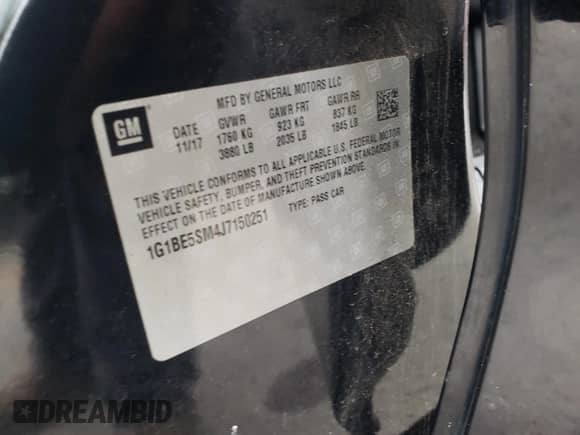 GM
MFD BY GENERAL MOTORS LLC
DATE GVWR GAWR FRT GAWR RR
11/17 1760 KG 923 KG 837 KG
3880 LB 2035 LB 1845 LB
THIS VEHICLE CONFORMS TO ALL APPLICABLE U.S. FEDERAL MOTOR
VEHICLE SAFETY, BUMPER, AND THEFT PREVENTION STANDARDS IN
EFFECT ON THE DATE OF MANUFACTURE SHOWN ABOVE.
1G1BE5SM4J7150251 TYPE: PASS CAR
DREAMBID